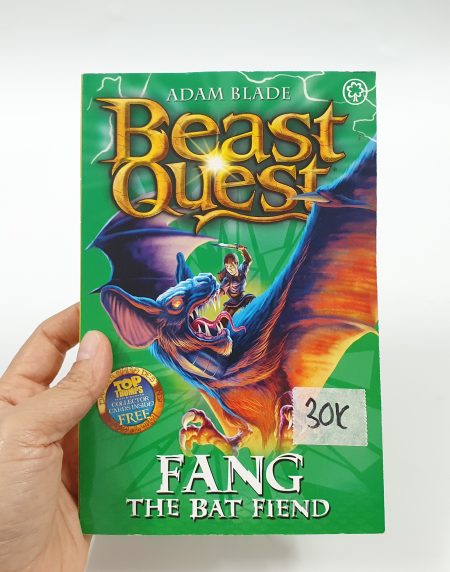 ADAM BLADE
Beast
Quest
TOP
TRUMPS
COLLECTOR
CARDS INSIDE!
FREE
30K
FANG
THE BAT FIEND